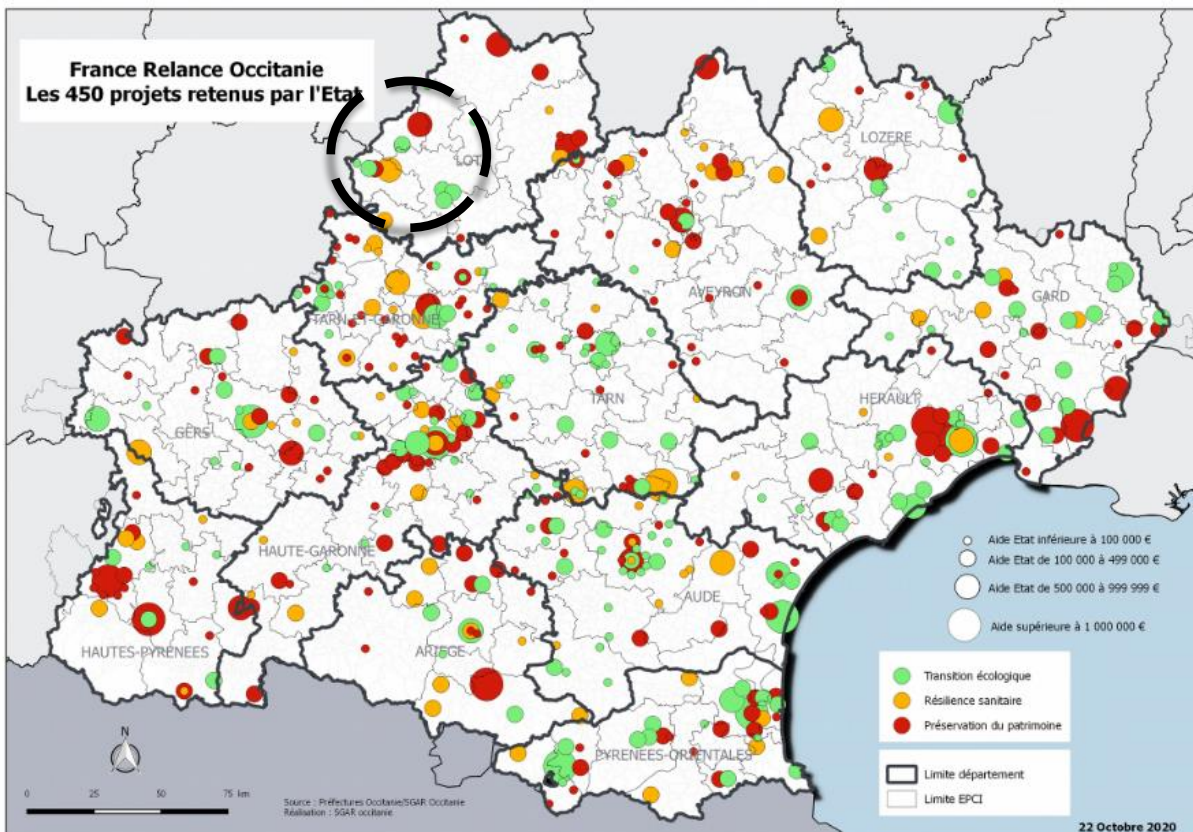 France Relance Occitanie
Les 450 projets retenus par l'Etat
LOT
LOZERE
AVEYRON
GARD
TARN-ET-GARONNE
TARN
HERAULT
GERS
HAUTE-GARONNE
AUDE
HAUTES-PYRENEES
ARIEGE
PYRENEES-ORIENTALES
Aide Etat inférieure à 100 000 €
Aide Etat de 100 000 à 499 000 €
Aide Etat de 500 000 à 999 999 €
Aide supérieure à 1 000 000 €
Transition écologique
Résilience sanitaire
Préservation du patrimoine
Limite département
Limite EPCI
N
0 25 50 75 km
Source : Préfectures Occitanie/SGAR Occitanie
Réalisation : SGAR occitanie
22 Octobre 2020